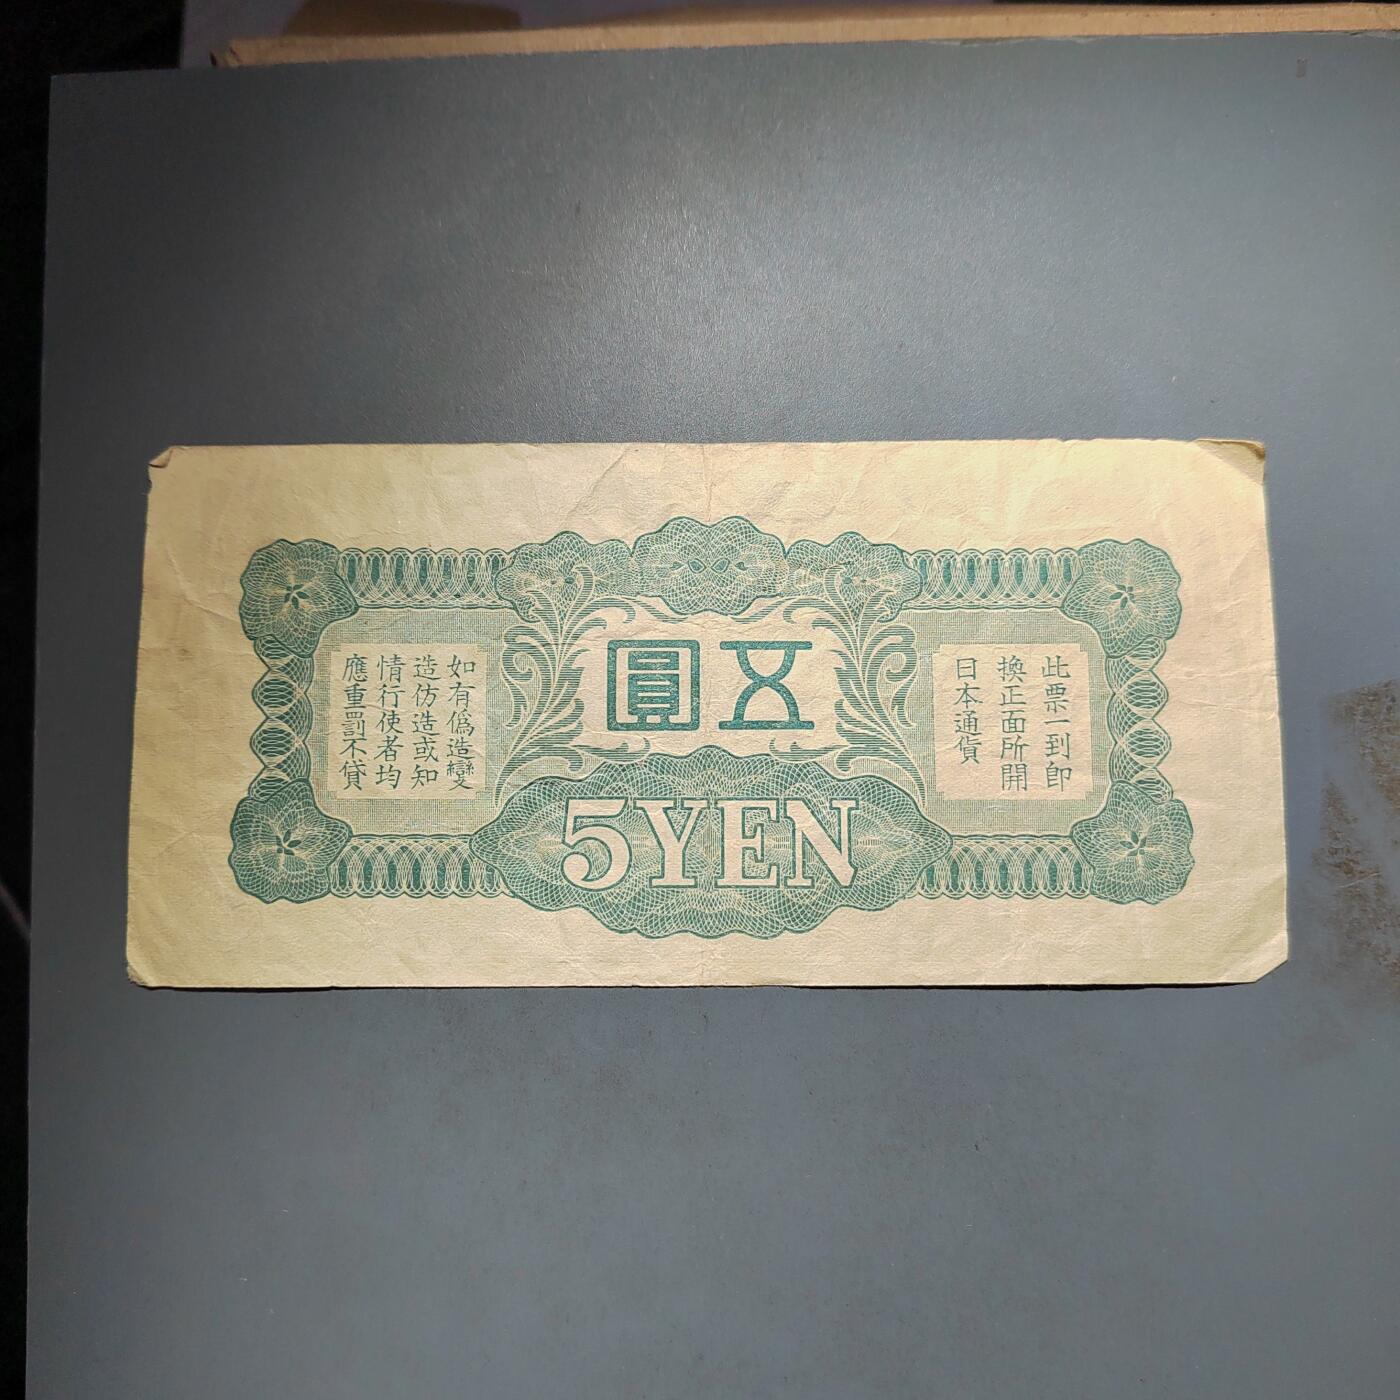 五圓
此票一到卽
換正面所開
日本通貨
如有僞造變
造仿造或知
情行使者均
應重罰不貸
5YEN